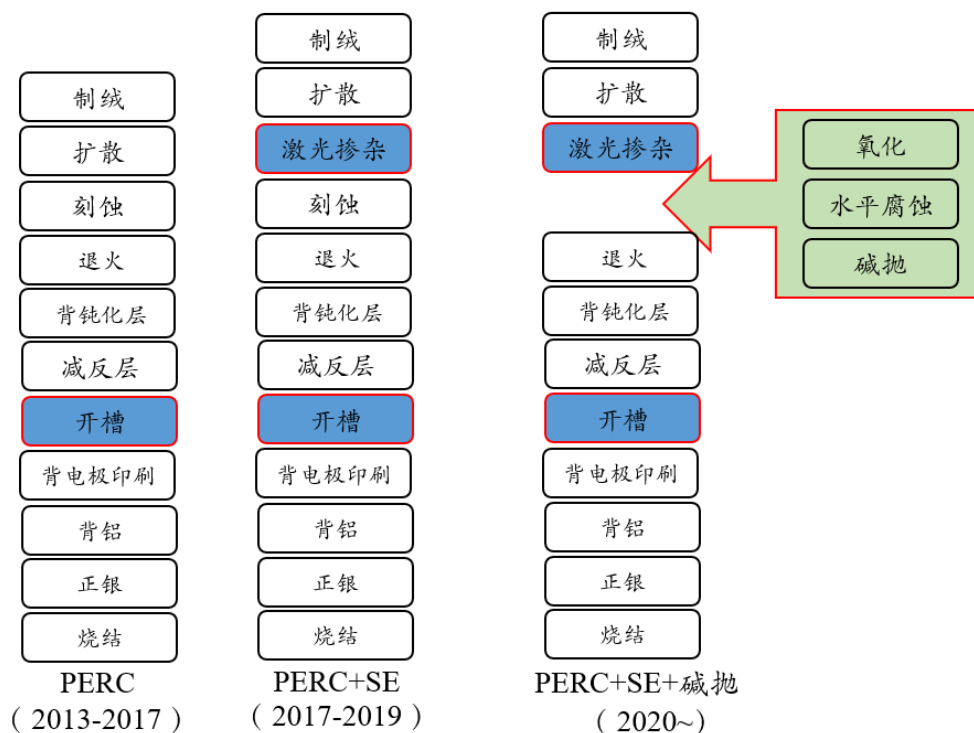 制绒
扩散
刻蚀
退火
背钝化层
减反层
开槽
背电极印刷
背铝
正银
烧结
PERC
（2013-2017）
制绒
扩散
激光掺杂
刻蚀
退火
背钝化层
减反层
开槽
背电极印刷
背铝
正银
烧结
PERC+SE
（2017-2019）
制绒
扩散
激光掺杂
退火
背钝化层
减反层
开槽
背电极印刷
背铝
正银
烧结
PERC+SE+碱抛
（2020~）
氧化
水平腐蚀
碱抛